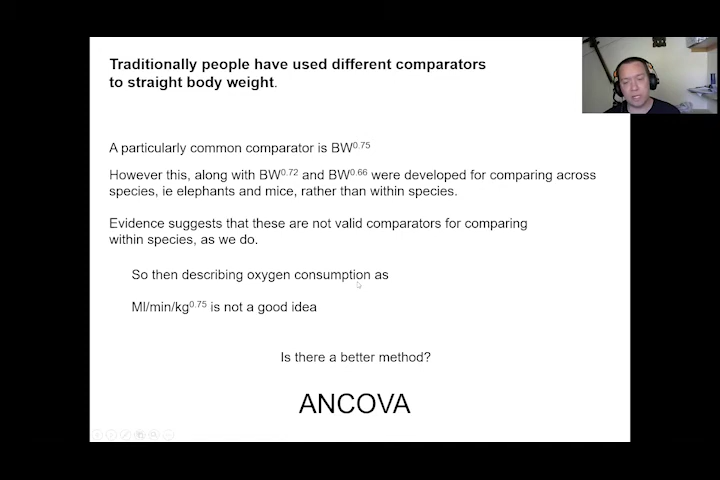 Traditionally people have used different comparators
to straight body weight.
A particularly common comparator is BW0.75
However this, along with BW0.72 and BW0.66 were developed for comparing across
species, ie elephants and mice, rather than within species.
Evidence suggests that these are not valid comparators for comparing
within species, as we do.
So then describing oxygen consumption as
Ml/min/kg0.75 is not a good idea
Is there a better method?
ANCOVA